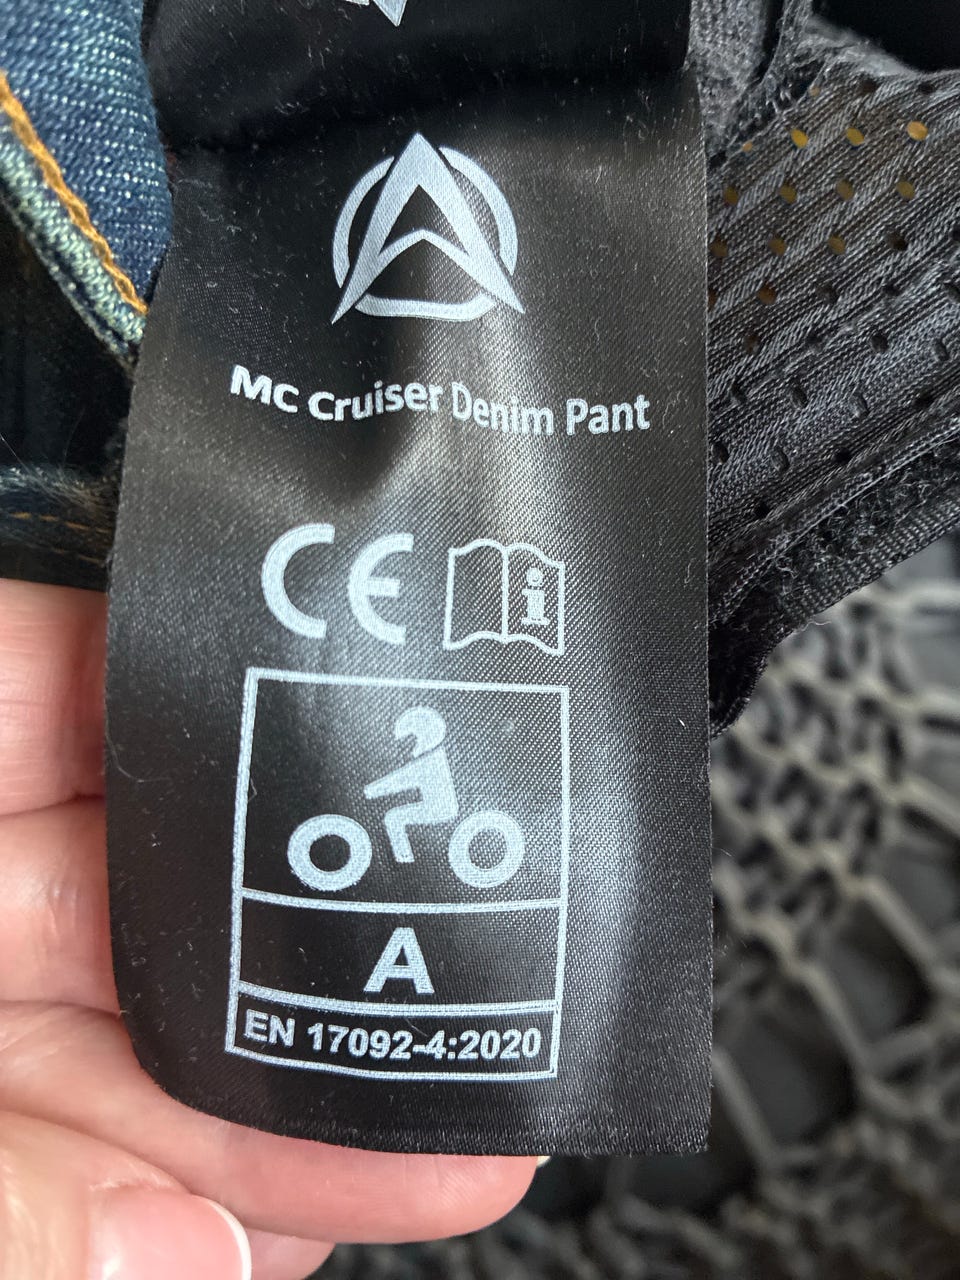 MC Cruiser Denim Pant
CE
i
A
EN 17092-4:2020